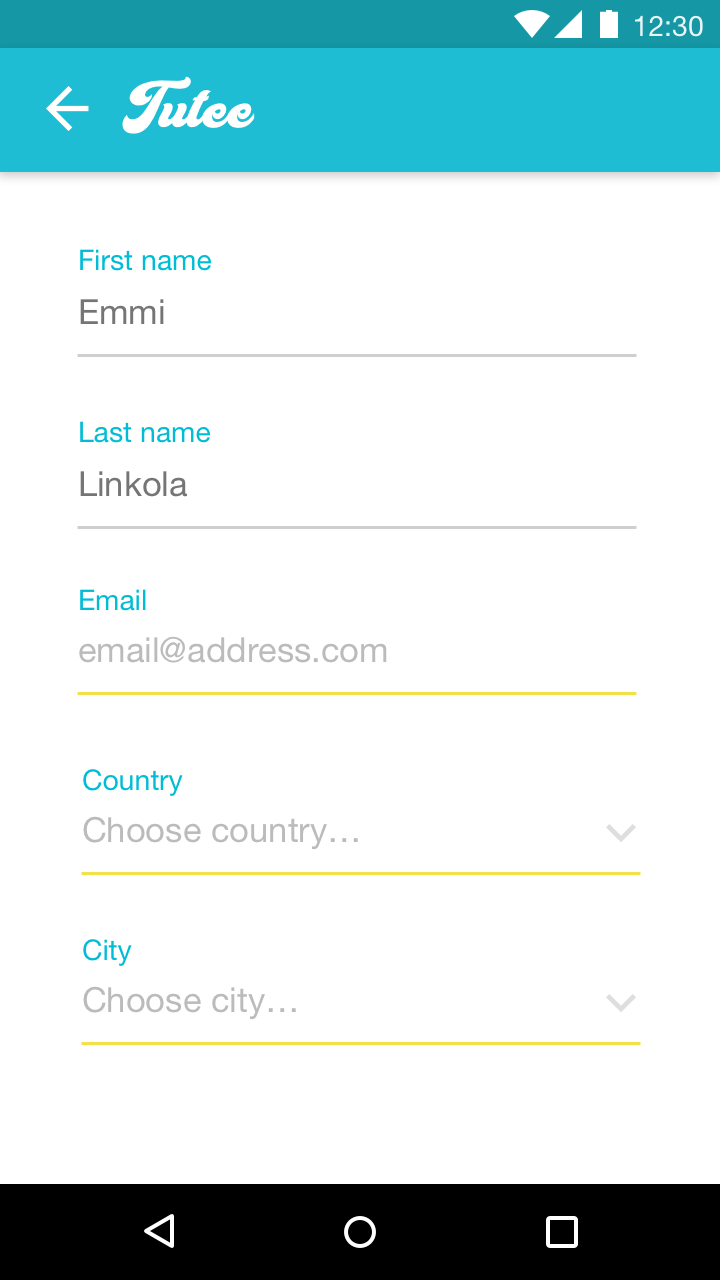 12:30
Tutee
First name
Emmi
Last name
Linkola
Email
email@address.com
Country
Choose country...
City
Choose city...